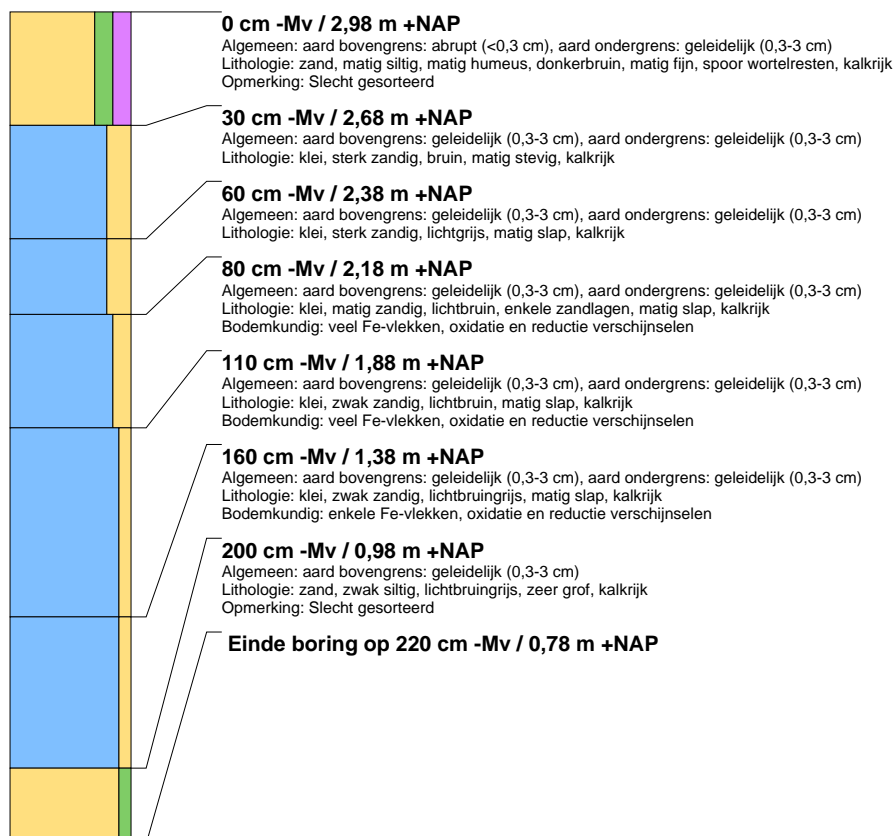 0 cm -Mv / 2,98 m +NAP
Algemeen: aard bovengrens: abrupt (<0,3 cm), aard ondergrens: geleidelijk (0,3-3 cm)
Lithologie: zand, matig siltig, matig humeus, donkerbruin, matig fijn, spoor wortelresten, kalkrijk
Opmerking: Slecht gesorteerd
30 cm -Mv / 2,68 m +NAP
Algemeen: aard bovengrens: geleidelijk (0,3-3 cm), aard ondergrens: geleidelijk (0,3-3 cm)
Lithologie: klei, sterk zandig, bruin, matig stevig, kalkrijk
60 cm -Mv / 2,38 m +NAP
Algemeen: aard bovengrens: geleidelijk (0,3-3 cm), aard ondergrens: geleidelijk (0,3-3 cm)
Lithologie: klei, sterk zandig, lichtgrijs, matig slap, kalkrijk
80 cm -Mv / 2,18 m +NAP
Algemeen: aard bovengrens: geleidelijk (0,3-3 cm), aard ondergrens: geleidelijk (0,3-3 cm)
Lithologie: klei, matig zandig, lichtbruin, enkele zandlagen, matig slap, kalkrijk
Bodemkundig: veel Fe-vlekken, oxidatie en reductie verschijnselen
110 cm -Mv / 1,88 m +NAP
Algemeen: aard bovengrens: geleidelijk (0,3-3 cm), aard ondergrens: geleidelijk (0,3-3 cm)
Lithologie: klei, zwak zandig, lichtbruin, matig slap, kalkrijk
Bodemkundig: veel Fe-vlekken, oxidatie en reductie verschijnselen
160 cm -Mv / 1,38 m +NAP
Algemeen: aard bovengrens: geleidelijk (0,3-3 cm), aard ondergrens: geleidelijk (0,3-3 cm)
Lithologie: klei, zwak zandig, lichtbruingrijs, matig slap, kalkrijk
Bodemkundig: enkele Fe-vlekken, oxidatie en reductie verschijnselen
200 cm -Mv / 0,98 m +NAP
Algemeen: aard bovengrens: geleidelijk (0,3-3 cm)
Lithologie: zand, zwak siltig, lichtbruingrijs, zeer grof, kalkrijk
Opmerking: Slecht gesorteerd
Einde boring op 220 cm -Mv / 0,78 m +NAP